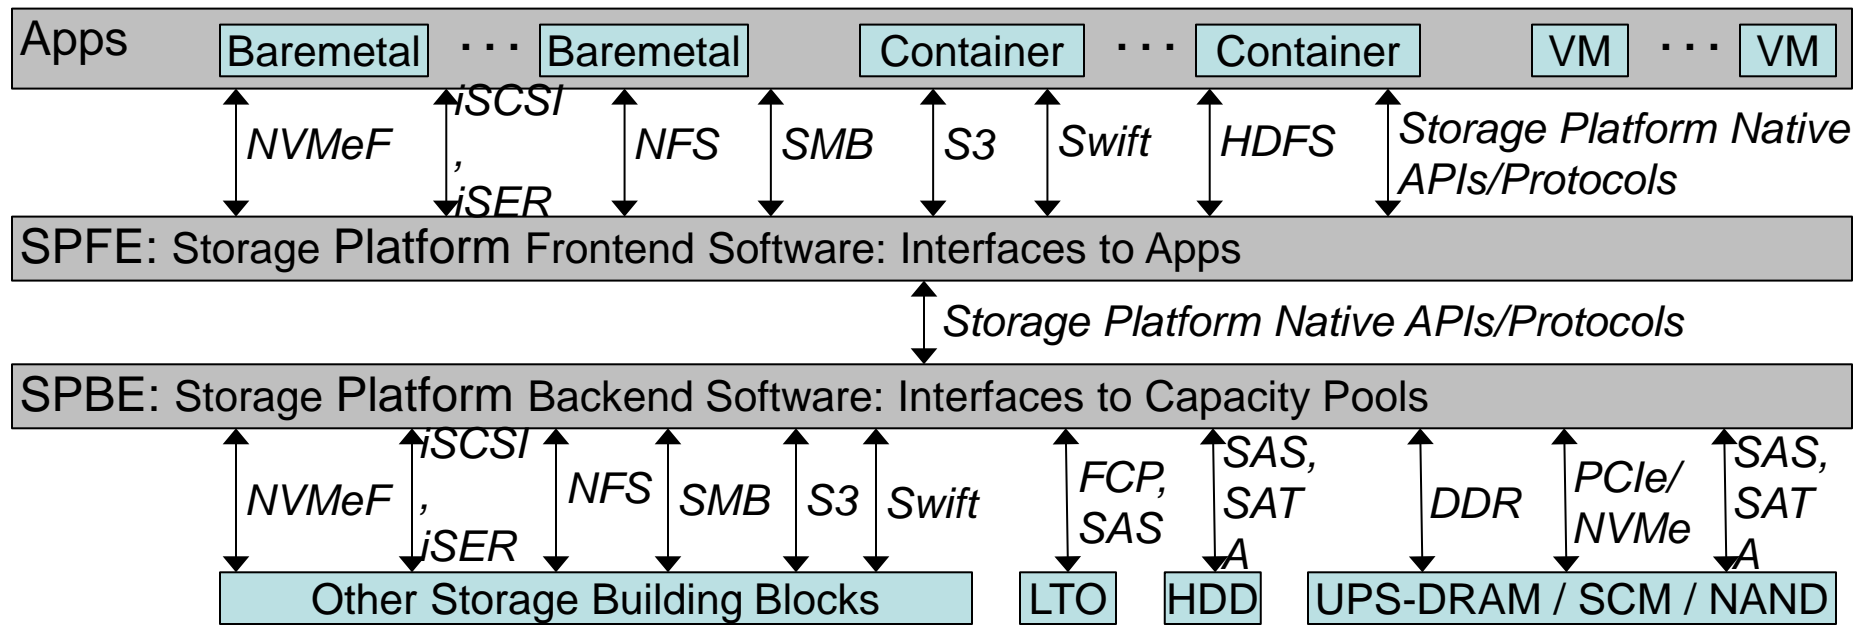 Apps
Baremetal ... Baremetal Container ... Container VM ... VM
NVMeF
iSCSI
,
iSER
NFS
SMB
S3
Swift
HDFS
Storage Platform Native
APIs/Protocols
SPFE: Storage Platform Frontend Software: Interfaces to Apps
Storage Platform Native APIs/Protocols
SPBE: Storage Platform Backend Software: Interfaces to Capacity Pools
NVMeF
iSCSI
,
iSER
NFS
SMB
S3
Swift
FCP,
SAS
SAS,
SAT
A
DDR
PCIe/
NVMe
SAS,
SAT
A
Other Storage Building Blocks
LTO
HDD
UPS-DRAM / SCM / NAND